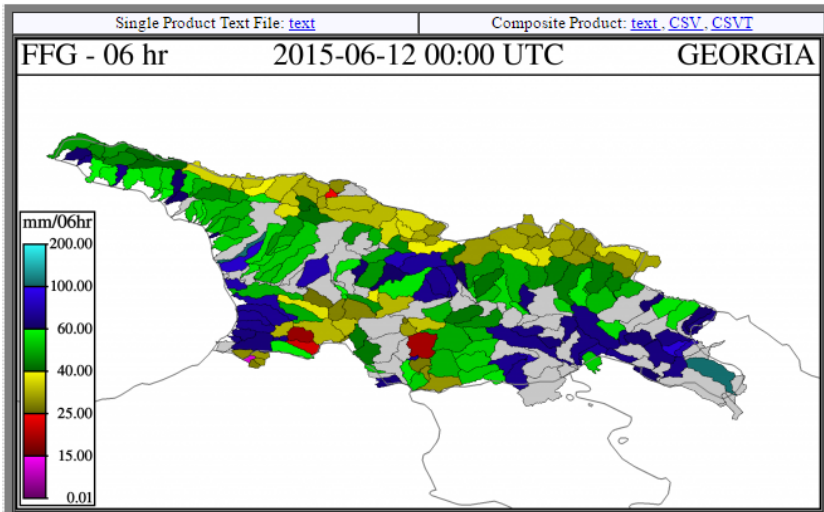 Single Product Text File: text
Composite Product: text , CSV , CSVT
FFG - 06 hr 2015-06-12 00:00 UTC GEORGIA
mm/06hr
200.00
100.00
60.00
40.00
25.00
15.00
0.01